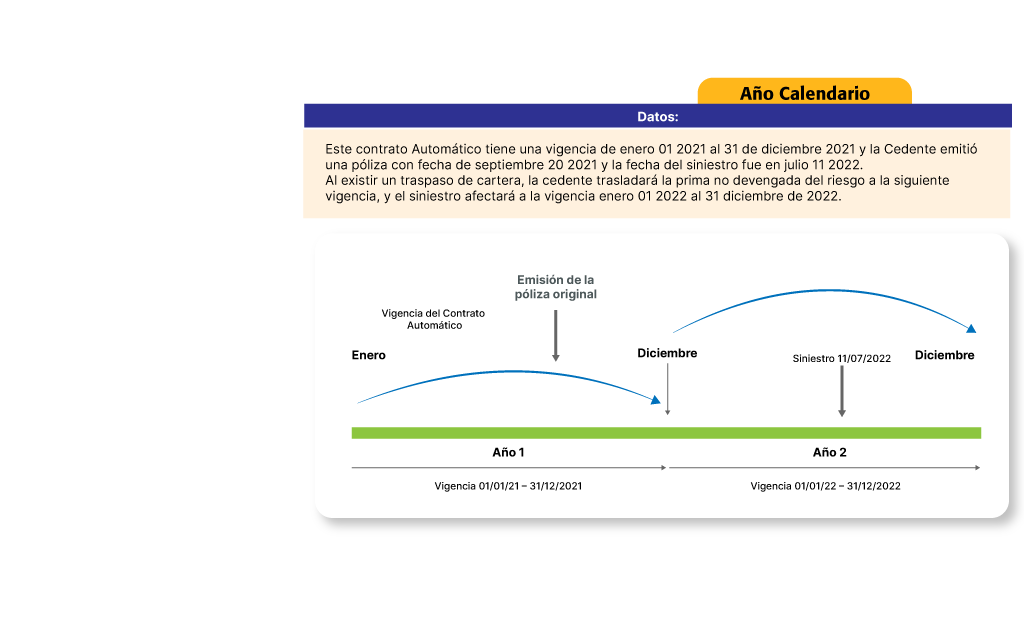 Año Calendario
Datos:
Este contrato Automático tiene una vigencia de enero 01 2021 al 31 de diciembre 2021 y la Cedente emitió
una póliza con fecha de septiembre 20 2021 y la fecha del siniestro fue en julio 11 2022.
Al existir un traspaso de cartera, la cedente trasladará la prima no devengada del riesgo a la siguiente
vigencia, y el siniestro afectará a la vigencia enero 01 2022 al 31 diciembre de 2022.
Emisión de la
póliza original
Vigencia del Contrato
Automático
Enero
Diciembre
Siniestro 11/07/2022
Diciembre
Año 1
Año 2
Vigencia 01/01/21 – 31/12/2021
Vigencia 01/01/22 – 31/12/2022